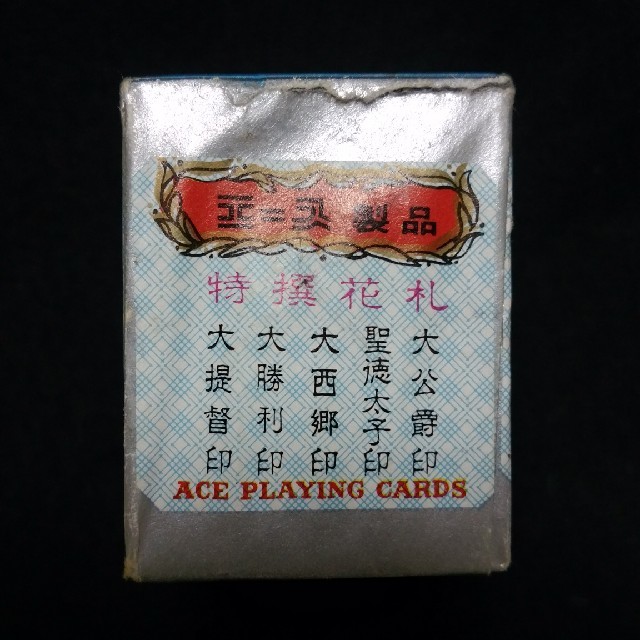 エース製品
特撰花札
大公爵印
聖徳太子印
大西郷印
大勝利印
大提督印
ACE PLAYING CARDS